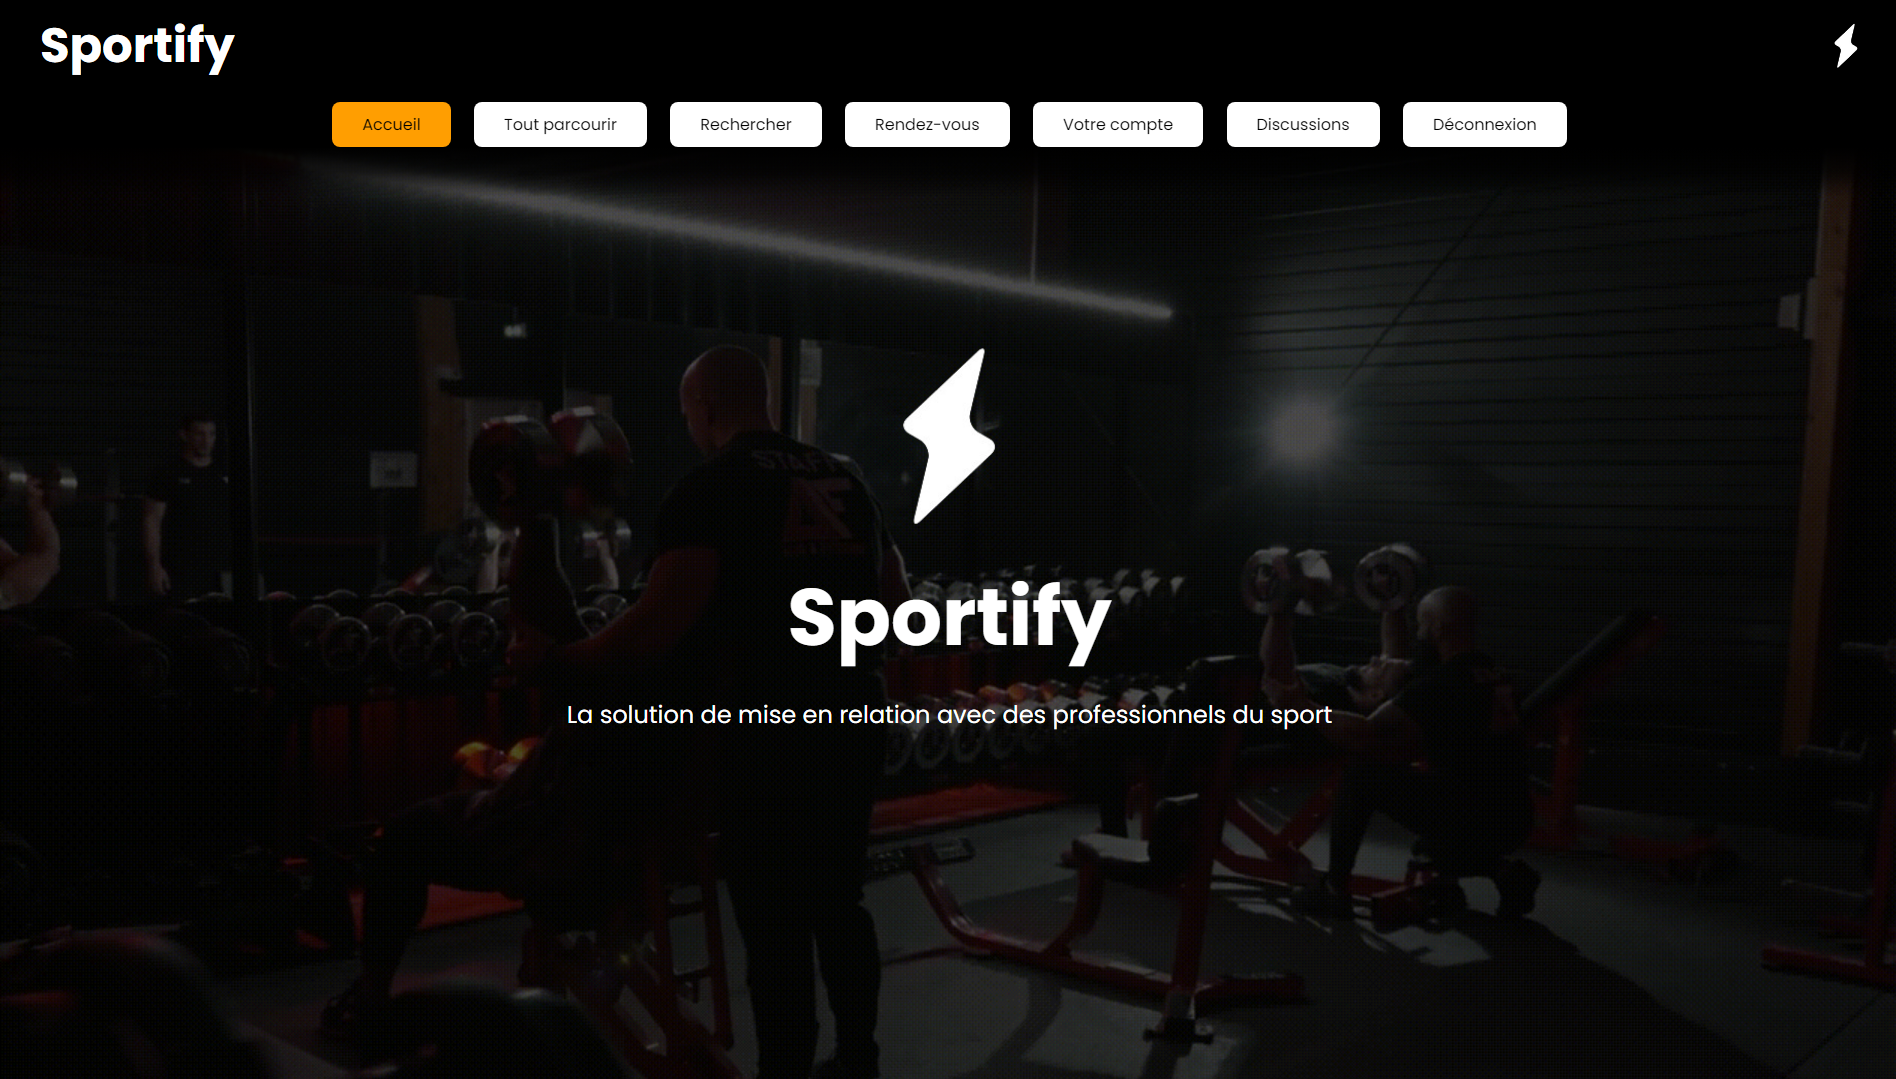 Sportify
Accueil
Tout parcourir
Rechercher
Rendez-vous
Votre compte
Discussions
Déconnexion
STAFF
Sportify
La solution de mise en relation avec des professionnels du sport